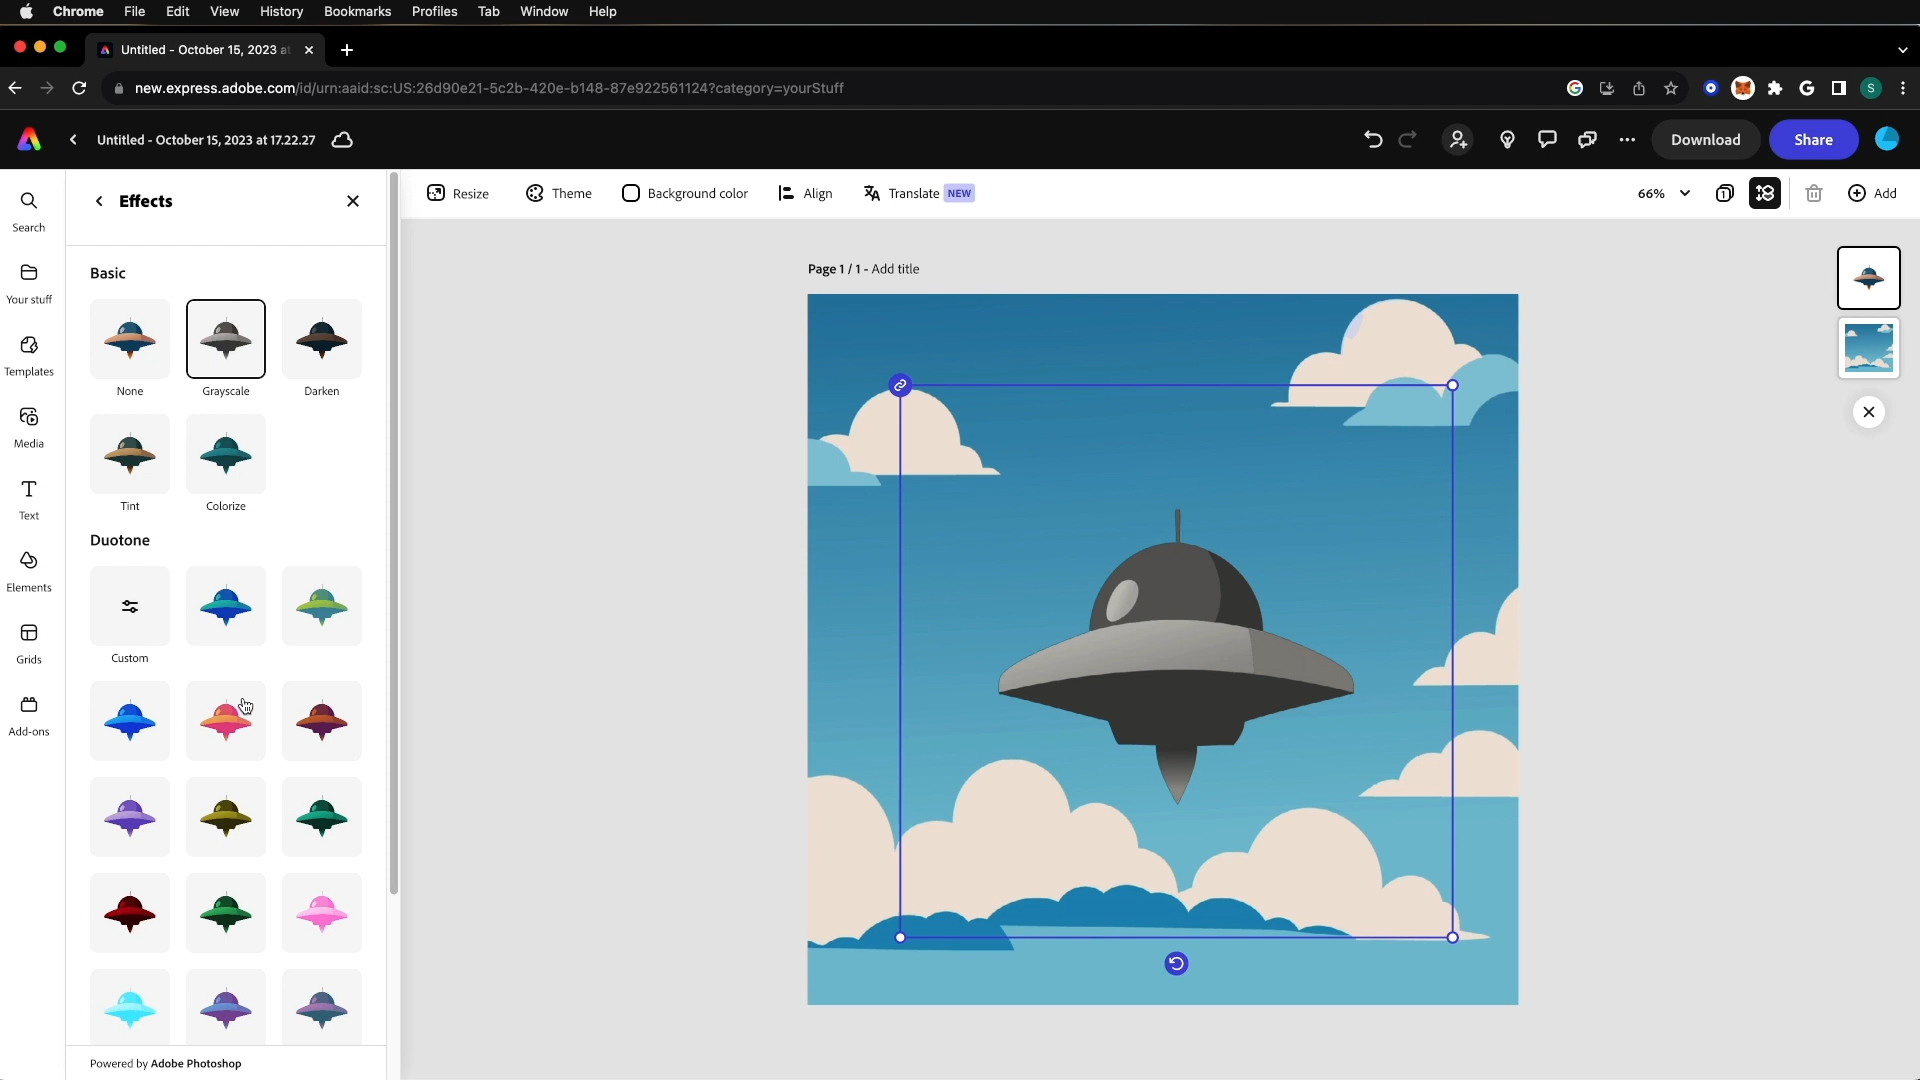 Chrome File Edit View History Bookmarks Profiles Tab Window Help
Untitled - October 15, 2023 at
new.express.adobe.com/id/urn:aaid:sc:US:26d90e21-5c2b-420e-b148-87e922561124?category=yourStuff
G S
Untitled - October 15, 2023 at 17.22.27
Download Share
Search
Your stuff
Templates
Media
Text
Elements
Grids
Add-ons
Effects
Basic
None Grayscale Darken
Tint Colorize
Duotone
Custom
Powered by Adobe Photoshop
Resize Theme Background color Align Translate NEW
66% 1 Add
Page 1 / 1 - Add title